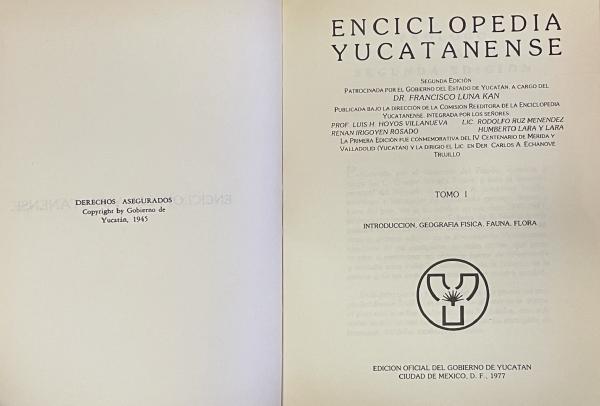 DERECHOS ASEGURADOS
Copyright by Gobierno de
Yucatán, 1945
ENCICLOPEDIA
YUCATANENSE
SEGUNDA EDICIÓN
PATROCINADA POR EL GOBIERNO DEL ESTADO DE YUCATÁN, A CARGO DEL
DR. FRANCISCO LUNA KAN
PUBLICADA BAJO LA DIRECCIÓN DE LA COMISION REEDITORA DE LA ENCICLOPEDIA
YUCATANENSE, INTEGRADA POR LOS SEÑORES
PROF. LUIS H. HOYOS VILLANUEVA LIC. RODOLFO RUZ MENENDEZ
RENAN IRIGOYEN ROSADO HUMBERTO LARA Y LARA
LA PRIMERA EDICIÓN FUE CONMEMORATIVA DEL IV CENTENARIO DE MERIDA Y
VALLADOLID (YUCATÁN) Y LA DIRIGIO EL LIC. EN DER. CARLOS A. ECHANOVE
TRUJILLO
TOMO I
INTRODUCCION, GEOGRAFIA FISICA, FAUNA, FLORA
EDICION OFICIAL DEL GOBIERNO DE YUCATAN
CIUDAD DE MEXICO, D. F., 1977